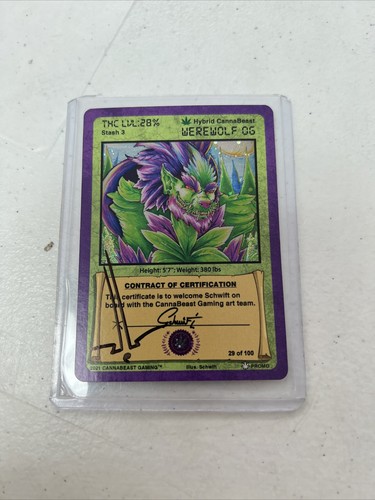 THC LVL:28%
Hybrid CannaBeast
Stash 3
WEREWOLF OG
Height: 5'7"; Weight: 380 lbs
CONTRACT OF CERTIFICATION
This certificate is to welcome Schwift on
board with the CannaBeast Gaming art team.
X Schwift
29 of 100
2021 CANNABEAST GAMING™
Illus. Schwift
PROMO